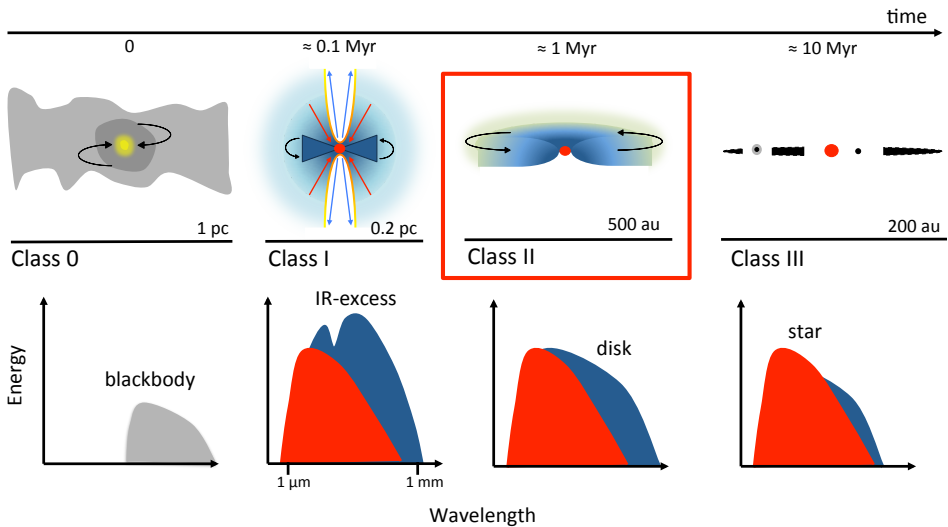 time
0
≈ 0.1 Myr
≈ 1 Myr
≈ 10 Myr
1 pc
0.2 pc
500 au
200 au
Class 0
Class I
Class II
Class III
Energy
blackbody
IR-excess
disk
star
1 μm
1 mm
Wavelength